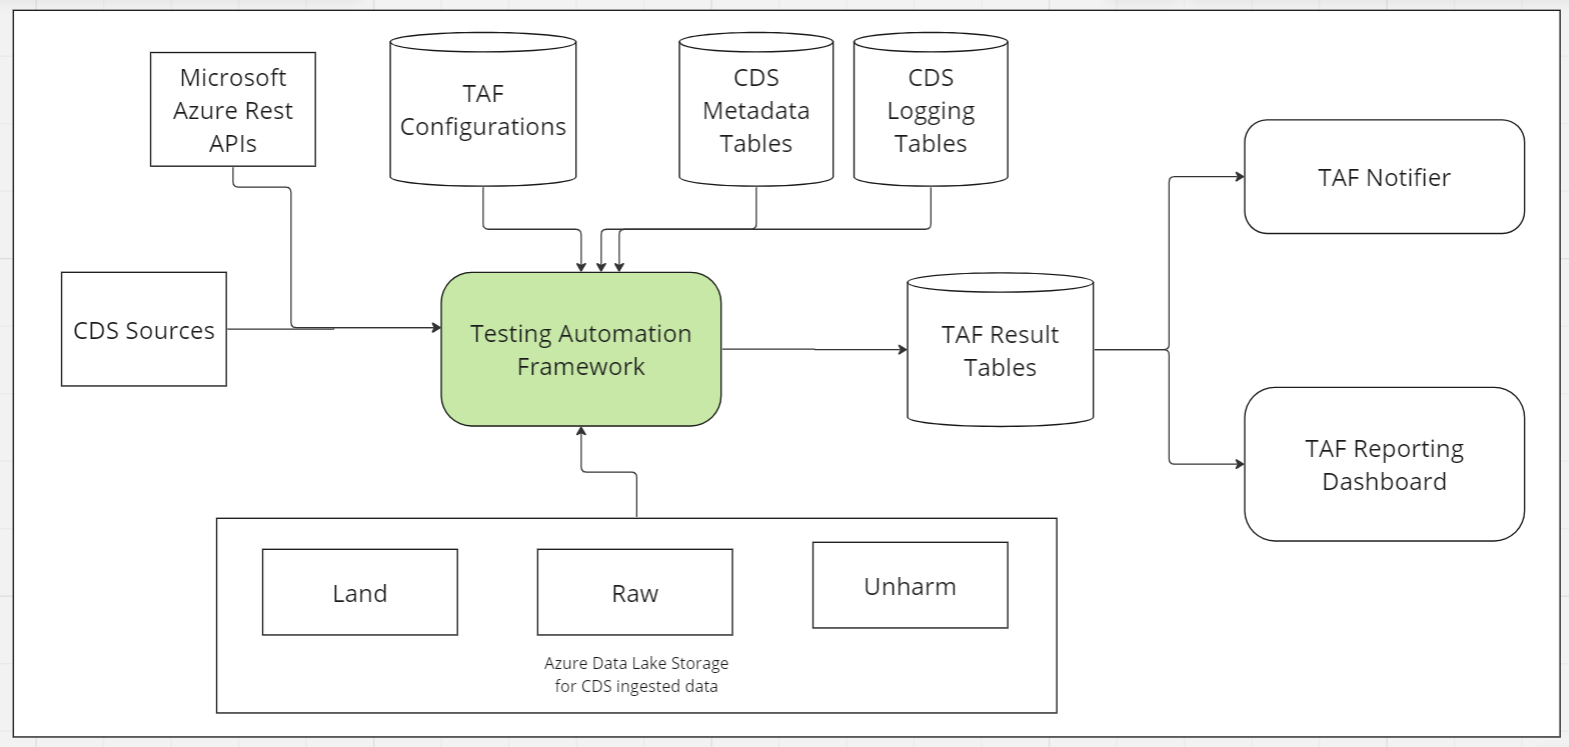 Microsoft
Azure Rest
APIs
TAF
Configurations
CDS
Metadata
Tables
CDS
Logging
Tables
TAF Notifier
CDS Sources
Testing Automation
Framework
TAF Result
Tables
TAF Reporting
Dashboard
Land
Raw
Unharm
Azure Data Lake Storage
for CDS ingested data